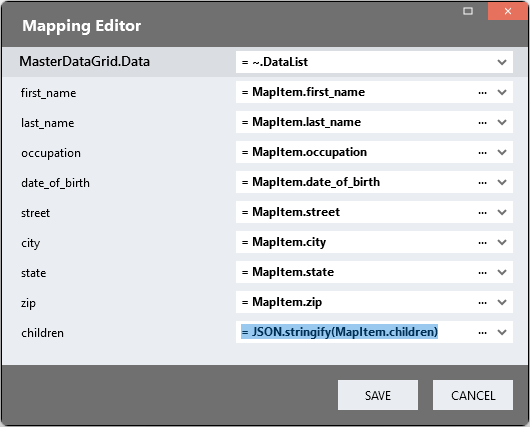 Mapping Editor
MasterDataGrid.Data = ~.DataList
first_name = MapItem.first_name ...
last_name = MapItem.last_name ...
occupation = MapItem.occupation ...
date_of_birth = MapItem.date_of_birth ...
street = MapItem.street ...
city = MapItem.city ...
state = MapItem.state ...
zip = MapItem.zip ...
children = JSON.stringify(MapItem.children) ...
SAVE CANCEL